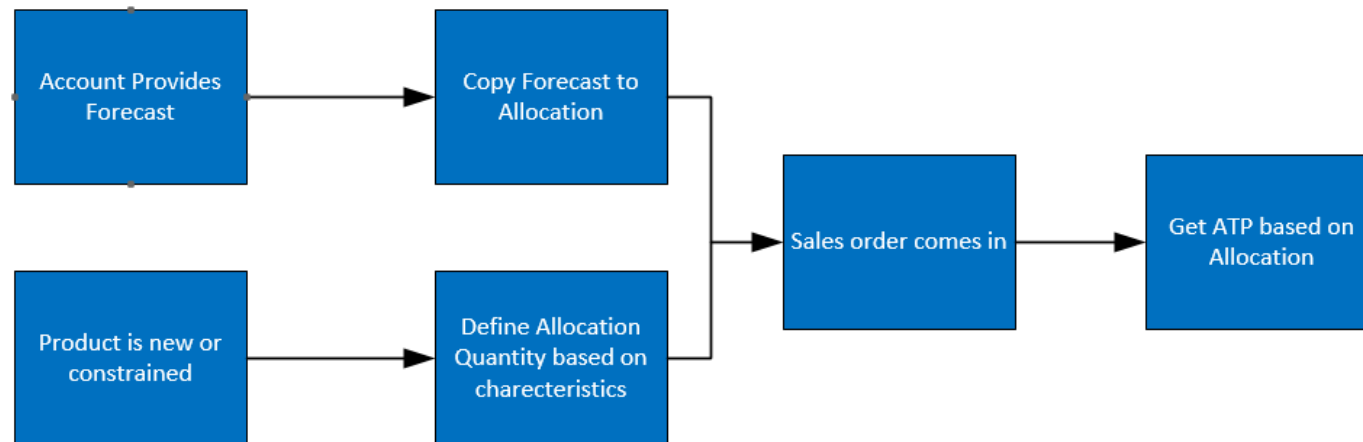 Account Provides
Forecast
Copy Forecast to
Allocation
Product is new or
constrained
Define Allocation
Quantity based on
charecteristics
Sales order comes in
Get ATP based on
Allocation